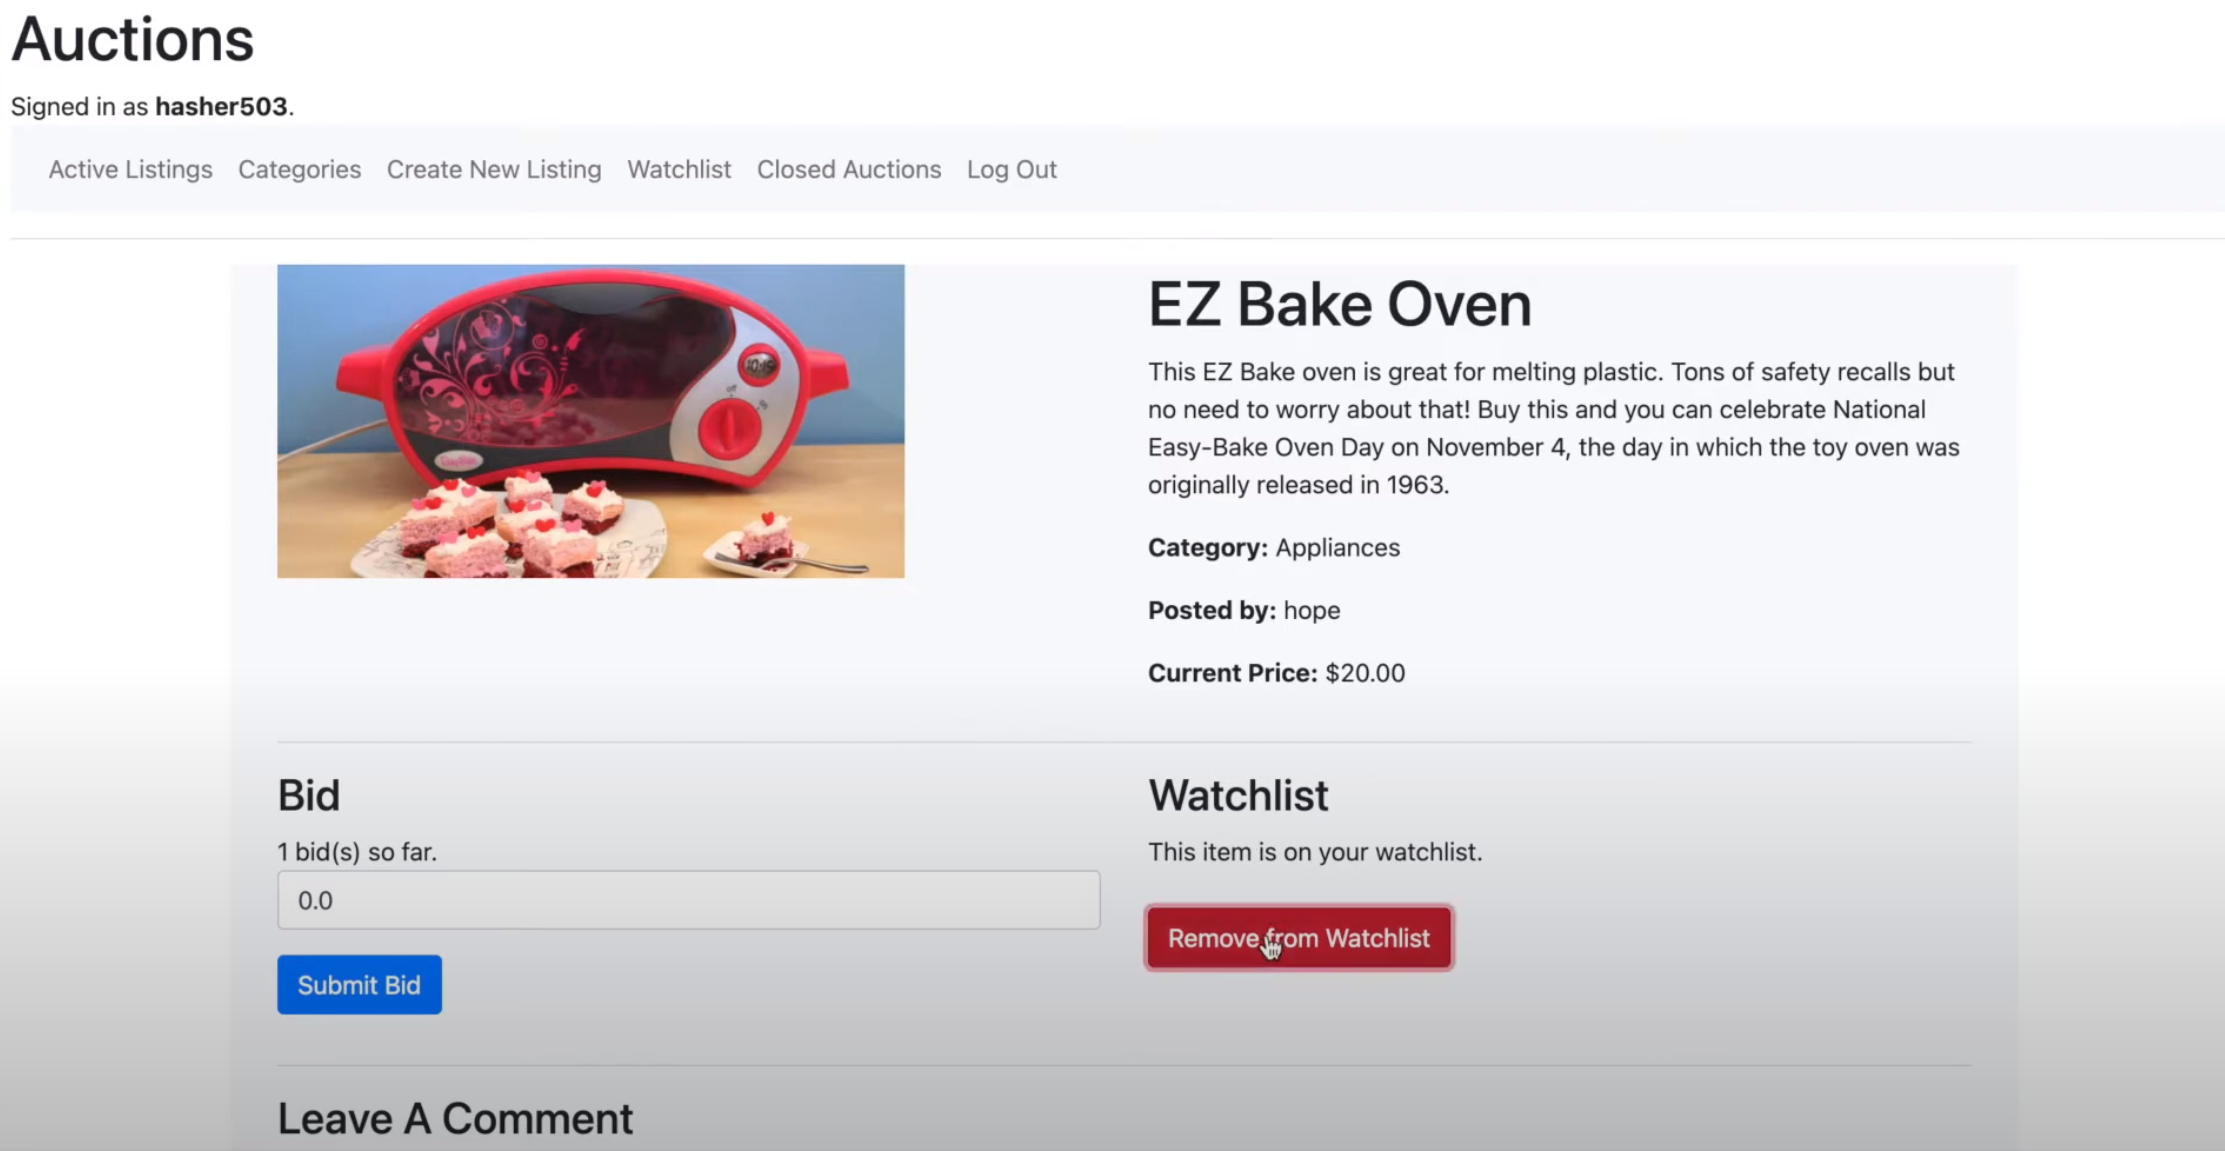 Auctions
Signed in as hasher503.
Active Listings Categories Create New Listing Watchlist Closed Auctions Log Out
EZ Bake Oven
This EZ Bake oven is great for melting plastic. Tons of safety recalls but
no need to worry about that! Buy this and you can celebrate National
Easy-Bake Oven Day on November 4, the day in which the toy oven was
originally released in 1963.
Category: Appliances
Posted by: hope
Current Price: $20.00
10:15
Off
On
Bid
1 bid(s) so far.
0.0
Submit Bid
Watchlist
This item is on your watchlist.
Remove from Watchlist
Leave A Comment